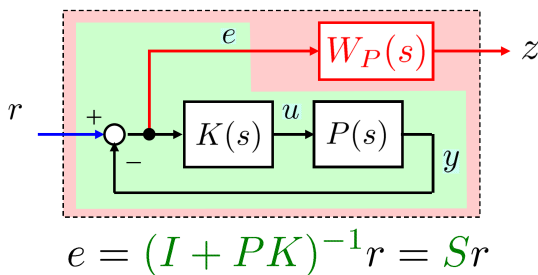 e
W_P(s)
z
r
+
−
K(s)
u
P(s)
y
e = (I + PK)^{-1}r = Sr